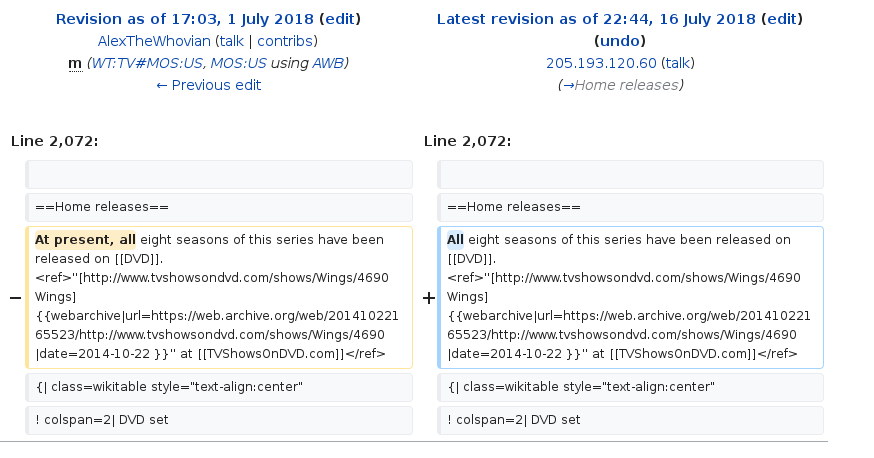 Revision as of 17:03, 1 July 2018 (edit)
AlexTheWhovian (talk | contribs)
m (WT:TV#MOS:US, MOS:US using AWB)
← Previous edit
Latest revision as of 22:44, 16 July 2018 (edit)
(undo)
205.193.120.60 (talk)
(→Home releases)
Line 2,072:
Line 2,072:
==Home releases==
==Home releases==
−
At present, all eight seasons of this series have been
released on [[DVD]].
<ref>"[http://www.tvshowsondvd.com/shows/Wings/4690
Wings]
{{webarchive|url=https://web.archive.org/web/201410221
65523/http://www.tvshowsondvd.com/shows/Wings/4690
|date=2014-10-22 }}" at [[TVShowsOnDVD.com]]</ref>
+
All eight seasons of this series have been released on
[[DVD]].
<ref>"[http://www.tvshowsondvd.com/shows/Wings/4690
Wings]
{{webarchive|url=https://web.archive.org/web/201410221
65523/http://www.tvshowsondvd.com/shows/Wings/4690
|date=2014-10-22 }}" at [[TVShowsOnDVD.com]]</ref>
{| class=wikitable style="text-align:center"
{| class=wikitable style="text-align:center"
! colspan=2| DVD set
! colspan=2| DVD set